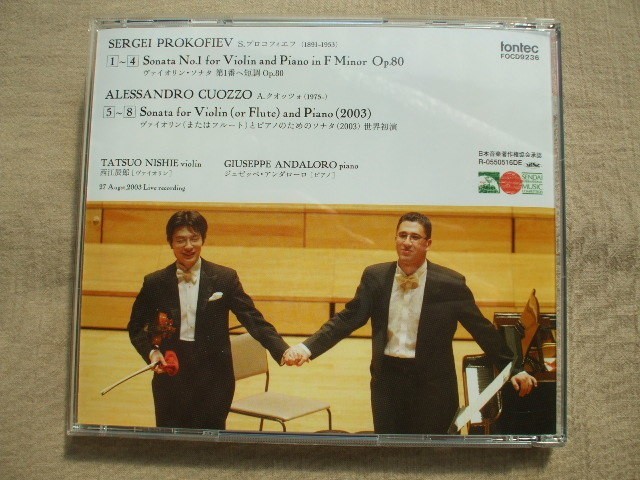 SERGEI PROKOFIEV S.プロコフィエフ [1891-1953]
1~4 Sonata No.1 for Violin and Piano in F Minor Op.80
ヴァイオリン・ソナタ 第1番ヘ短調 Op.80
ALESSANDRO CUOZZO A.クオッツォ (1975-)
5~8 Sonata for Violin (or Flute) and Piano (2003)
ヴァイオリン(またはフルート)とピアノのためのソナタ(2003) 世界初演
TATSUO NISHIE violin
西江辰郎 [ヴァイオリン]
GIUSEPPE ANDALORO piano
ジュゼッペ・アンダローロ [ピアノ]
27 Augst,2003 Live recording
fontec
FOCD9236
日本音楽著作権協会承認
R-0550516DE
SENDAI
MUSIC